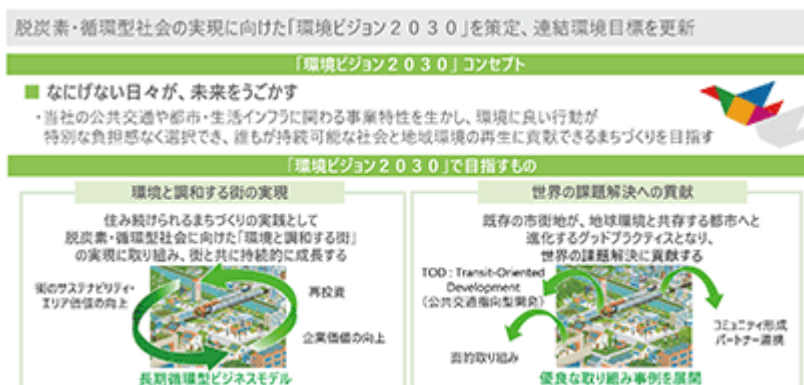 脱炭素・循環型社会の実現に向けた「環境ビジョン２０３０」を策定、連結環境目標を更新
「環境ビジョン２０３０」コンセプト
■ なにげない日々が、未来をうごかす
・当社の公共交通や都市・生活インフラに関わる事業特性を生かし、環境に良い行動が
特別な負担感なく選択でき、誰もが持続可能な社会と地域環境の再生に貢献できるまちづくりを目指す
「環境ビジョン２０３０」で目指すもの
環境と調和する街の実現
住み続けられるまちづくりの実践として
脱炭素・循環型社会に向けた「環境と調和する街」
の実現に取り組み、街と共に持続的に成長する
街のサステナビリティ・
エリア価値の向上
再投資
企業価値の向上
長期循環型ビジネスモデル
世界の課題解決への貢献
既存の市街地が、地球環境と共存する都市へと
進化するグッドプラクティスとなり、
世界の課題解決に貢献する
TOD : Transit-Oriented
Development
（公共交通指向型開発）
面的取り組み
コミュニティ形成
パートナー連携
優良な取り組み事例を展開